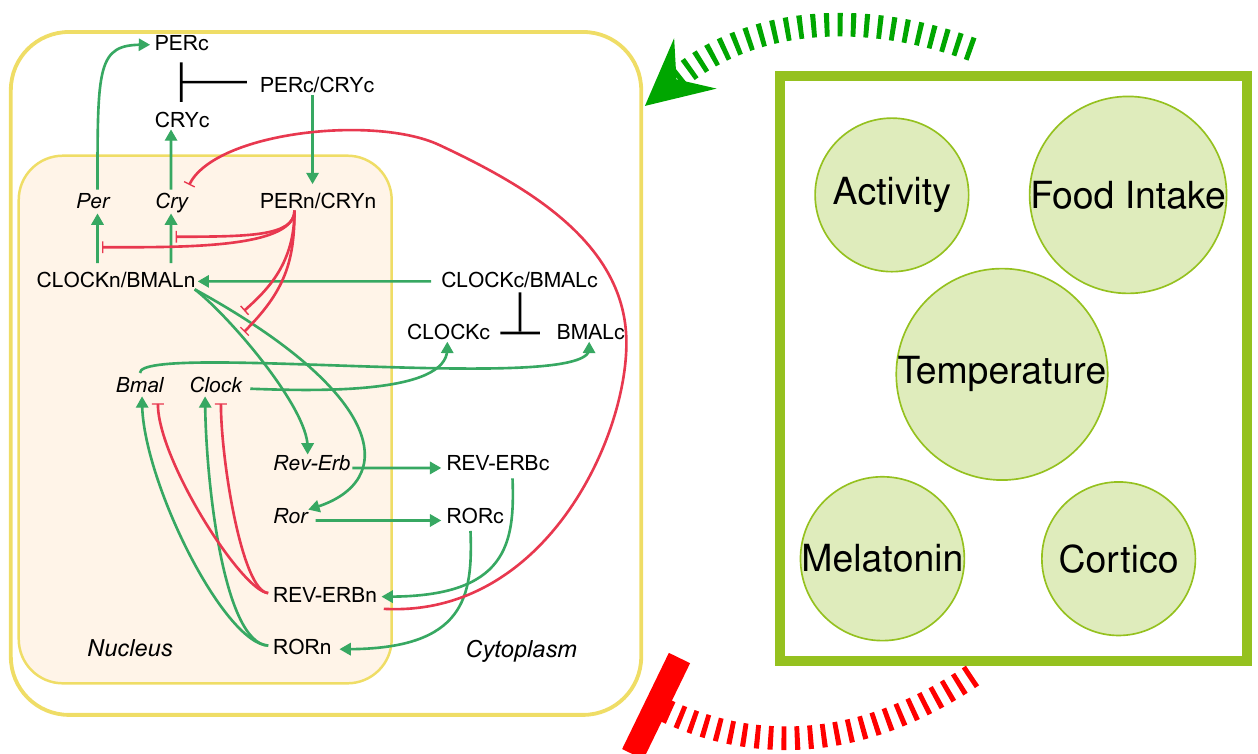 PERc
PERc/CRYc
CRYc
Per
Cry
PERn/CRYn
CLOCKn/BMALn
CLOCKc/BMALc
CLOCKc
BMALc
Bmal
Clock
Rev-Erb
REV-ERBc
Ror
RORc
REV-ERBn
RORn
Nucleus
Cytoplasm
Activity
Food Intake
Temperature
Melatonin
Cortico